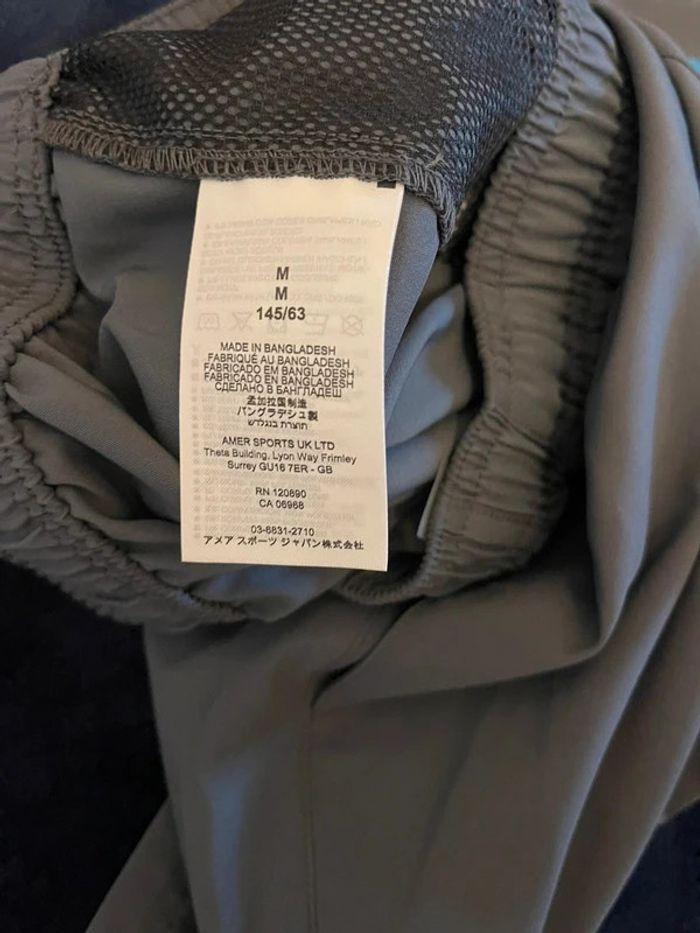 M
M
145/63
MADE IN BANGLADESH
FABRIQUÉ AU BANGLADESH
FABRICADO EM BANGLADESH
FABRICADO EN BANGLADESH
СДЕЛАНО В БАНГЛАДЕШ
孟加拉国制造
バングラデシュ製
תוצרת בנגלדש
AMER SPORTS UK LTD
Theta Building, Lyon Way Frimley
Surrey GU16 7ER - GB
RN 120890
CA 06968
03-6831-2710
アメア スポーツ ジャパン株式会社